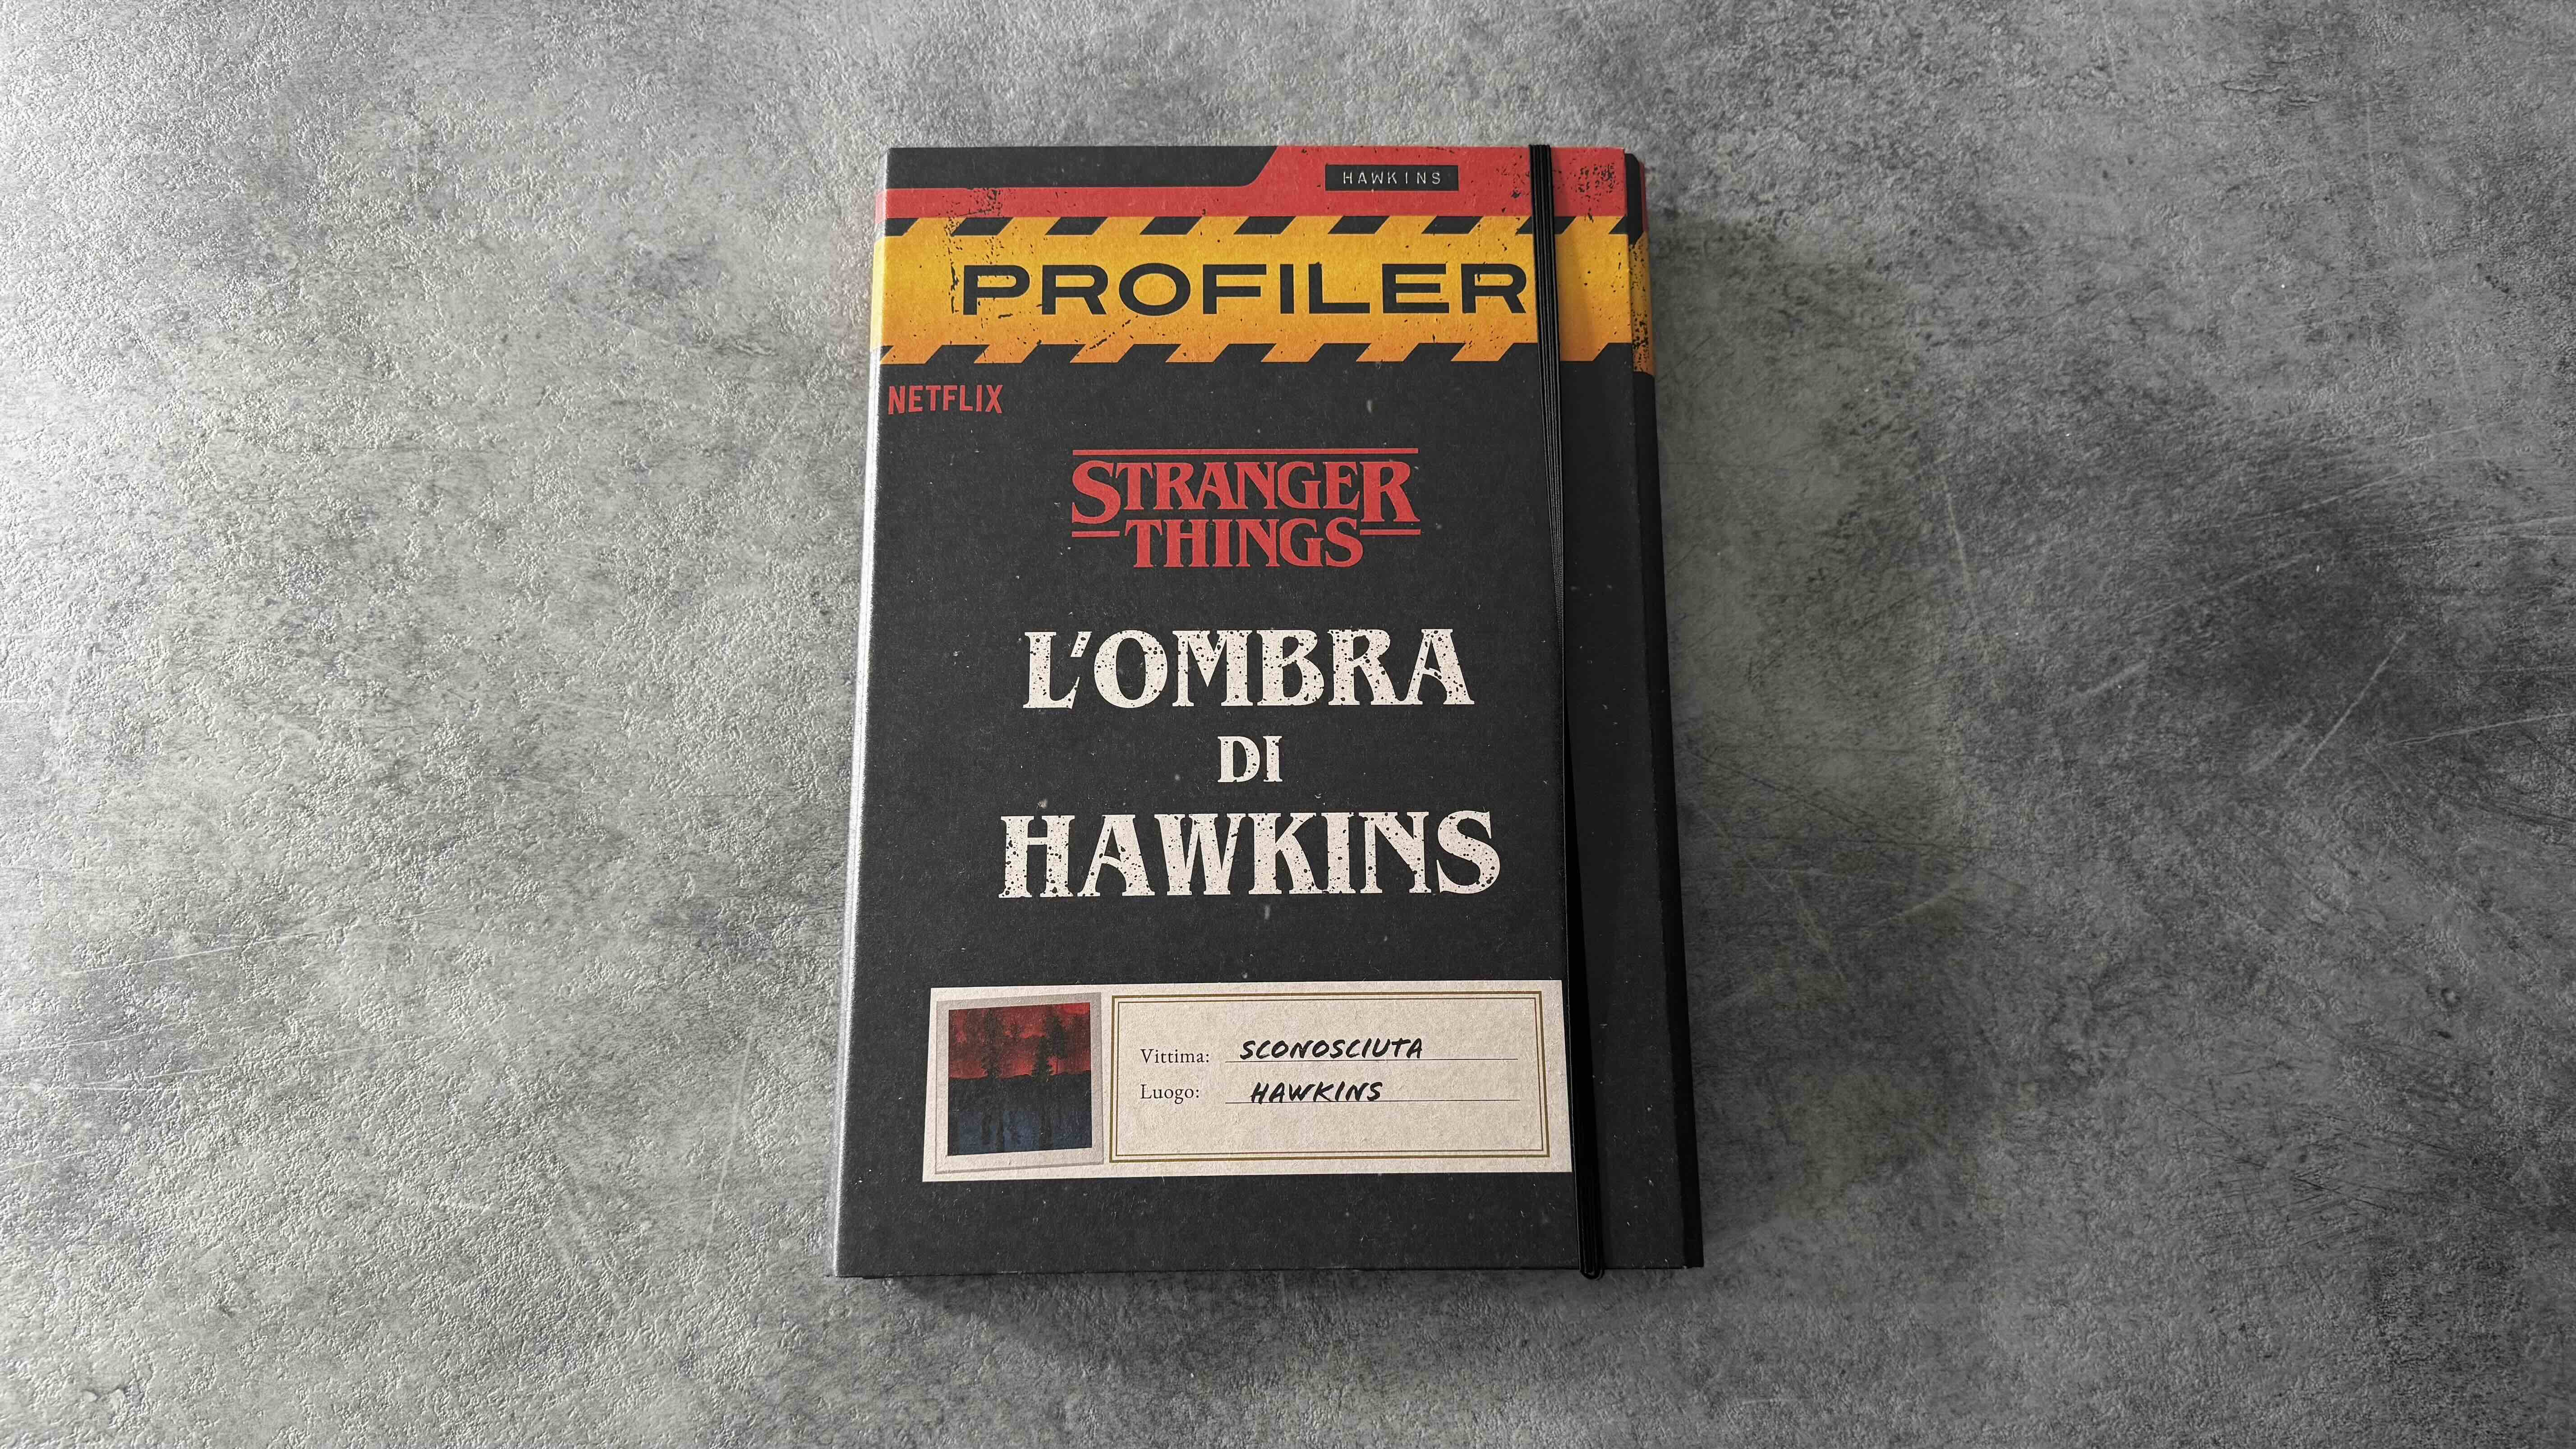 HAWKINS
PROFILER
NETFLIX
STRANGER
THINGS
L'OMBRA
DI
HAWKINS
Vittima: SCONOSCIUTA
Luogo: HAWKINS